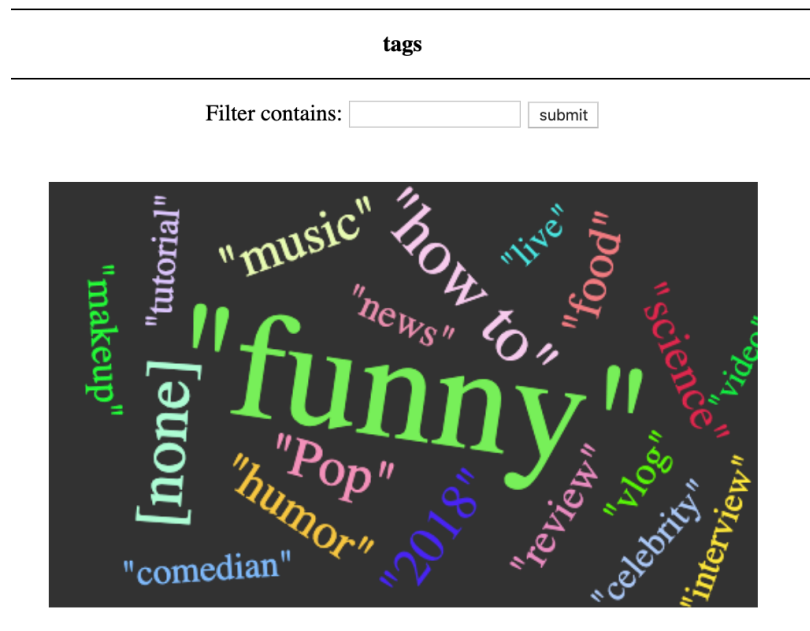 tags
Filter contains:
submit
"tutorial"
"music"
"how to"
"live"
"food"
"makeup"
"news"
"science"
"video"
[none]
"funny"
"Pop"
"humor"
"2018"
"review"
"vlog"
"celebrity"
"interview"
"comedian"